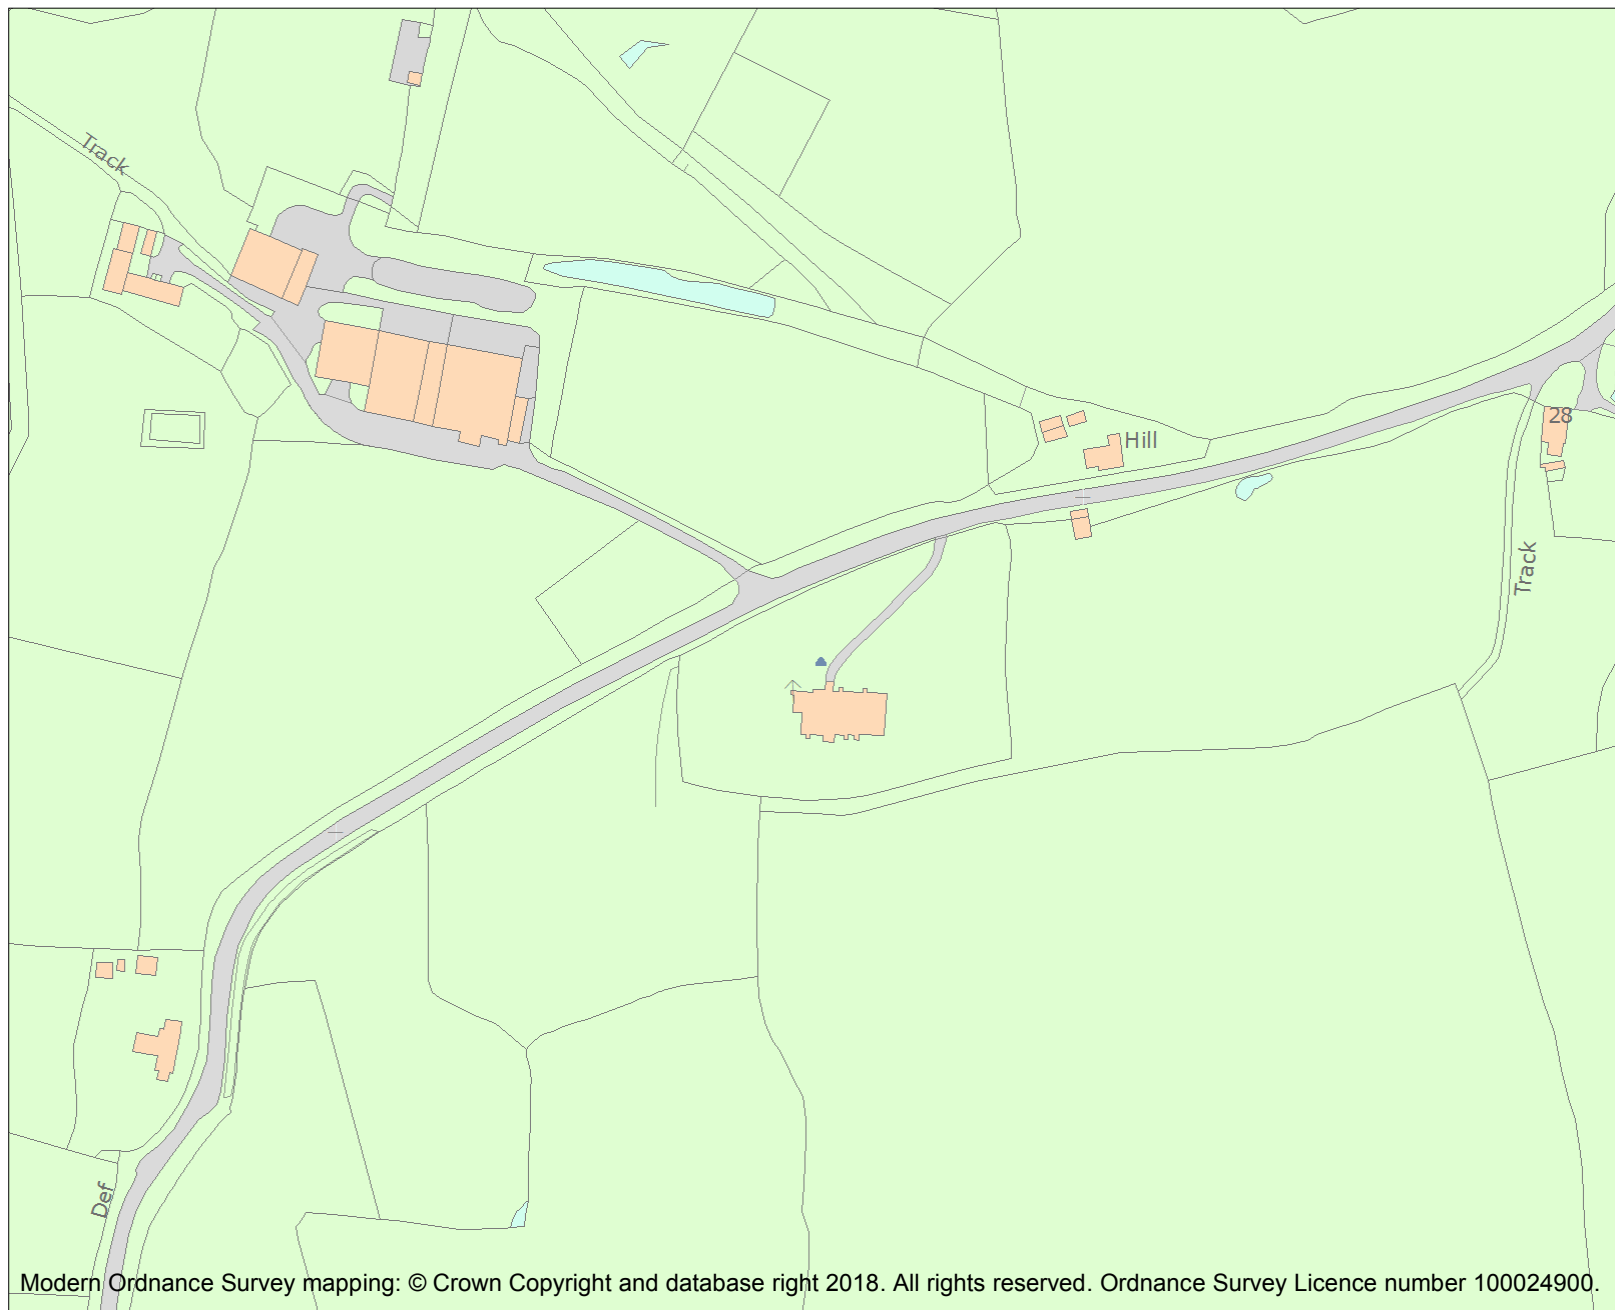 Track
Hill
28
Track
Def
Modern Ordnance Survey mapping: © Crown Copyright and database right 2018. All rights reserved. Ordnance Survey Licence number 100024900.